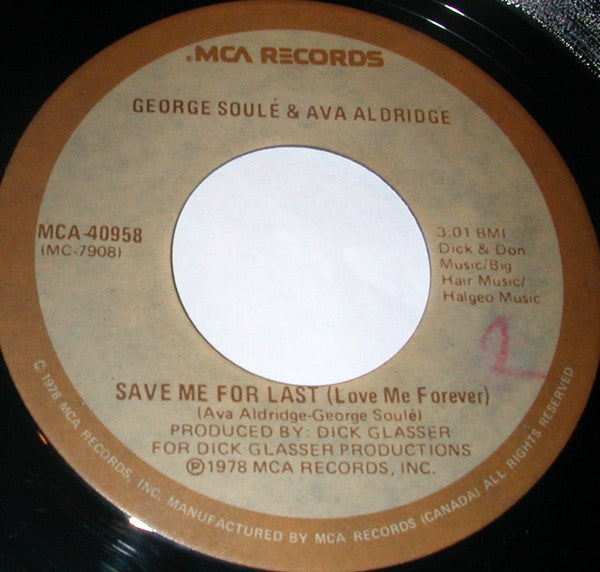 MCA RECORDS
GEORGE SOULÉ & AVA ALDRIDGE
MCA-40958
(MC-7908)
3.01 BMI
Dick & Don
Music/Big
Hair Music/
Halgeo Music
2
SAVE ME FOR LAST (Love Me Forever)
(Ava Aldridge-George Soulé)
PRODUCED BY: DICK GLASSER
FOR DICK GLASSER PRODUCTIONS
℗1978 MCA RECORDS, INC.
© 1978 MCA RECORDS, INC. MANUFACTURED BY MCA RECORDS (CANADA) ALL RIGHTS RESERVED